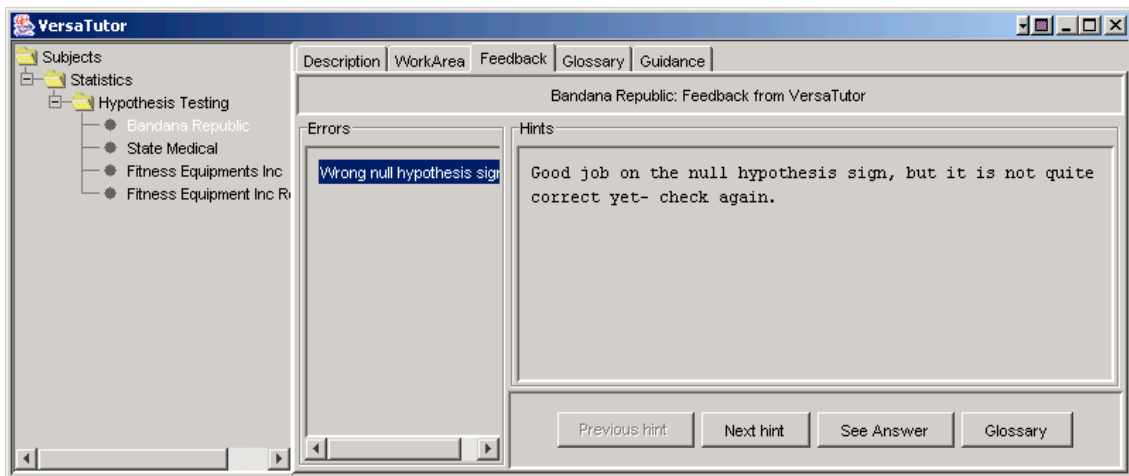 VersaTutor
Subjects
Statistics
Hypothesis Testing
Bandana Republic
State Medical
Fitness Equipments Inc
Fitness Equipment Inc R
Description WorkArea Feedback Glossary Guidance
Bandana Republic: Feedback from VersaTutor
Errors
Wrong null hypothesis sign
Hints
Good job on the null hypothesis sign, but it is not quite
correct yet- check again.
Previous hint Next hint See Answer Glossary